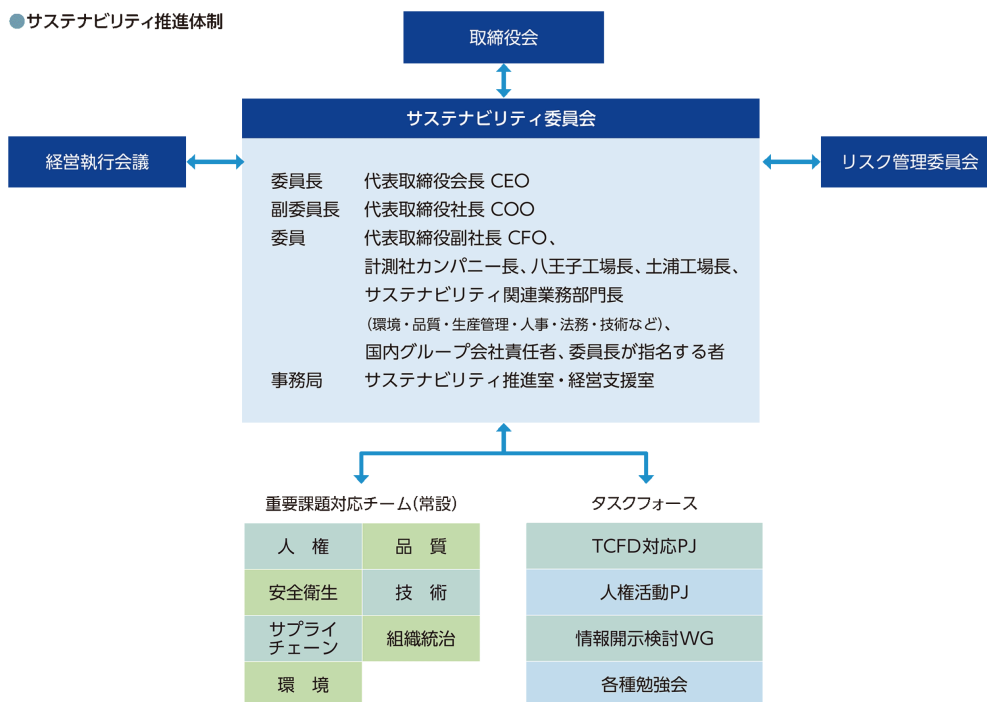 ●サステナビリティ推進体制
取締役会
サステナビリティ委員会
経営執行会議
リスク管理委員会
委員長 代表取締役会長 CEO
副委員長 代表取締役社長 COO
委員 代表取締役副社長 CFO、
計測社カンパニー長、八王子工場長、土浦工場長、
サステナビリティ関連業務部門長
（環境・品質・生産管理・人事・法務・技術など）、
国内グループ会社責任者、委員長が指名する者
事務局 サステナビリティ推進室・経営支援室
重要課題対応チーム(常設)
人 権 品 質
安全衛生 技 術
サプライ
チェーン
組織統治
環 境
タスクフォース
TCFD対応PJ
人権活動PJ
情報開示検討WG
各種勉強会